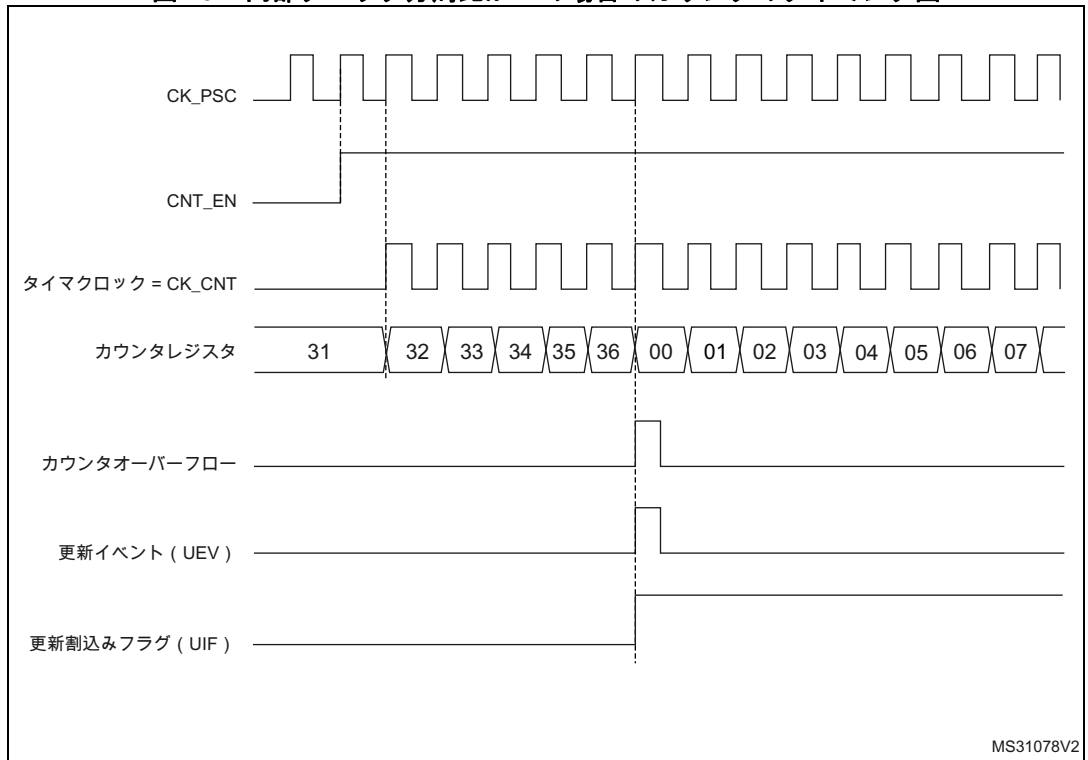 CK_PSC
CNT_EN
タイマクロック = CK_CNT
カウンタレジスタ 31 32 33 34 35 36 00 01 02 03 04 05 06 07
カウンタオーバーフロー
更新イベント ( UEV )
更新割込みフラグ ( UIF )
MS31078V2